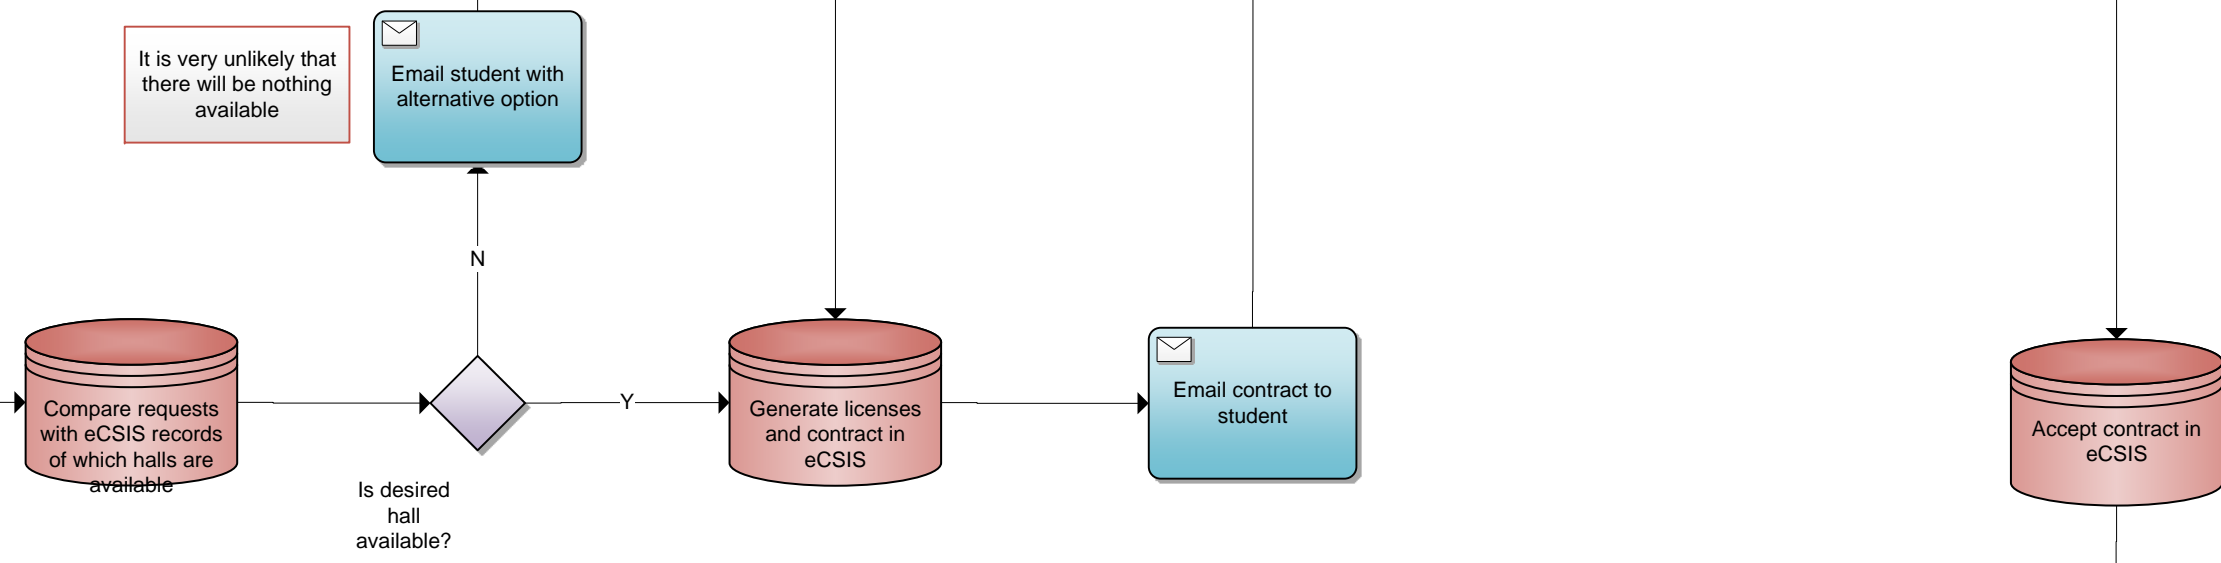 It is very unlikely that
there will be nothing
available
Email student with
alternative option
N
Compare requests
with eCSIS records
of which halls are
available
Is desired
hall
available?
Y
Generate licenses
and contract in
eCSIS
Email contract to
student
Accept contract in
eCSIS